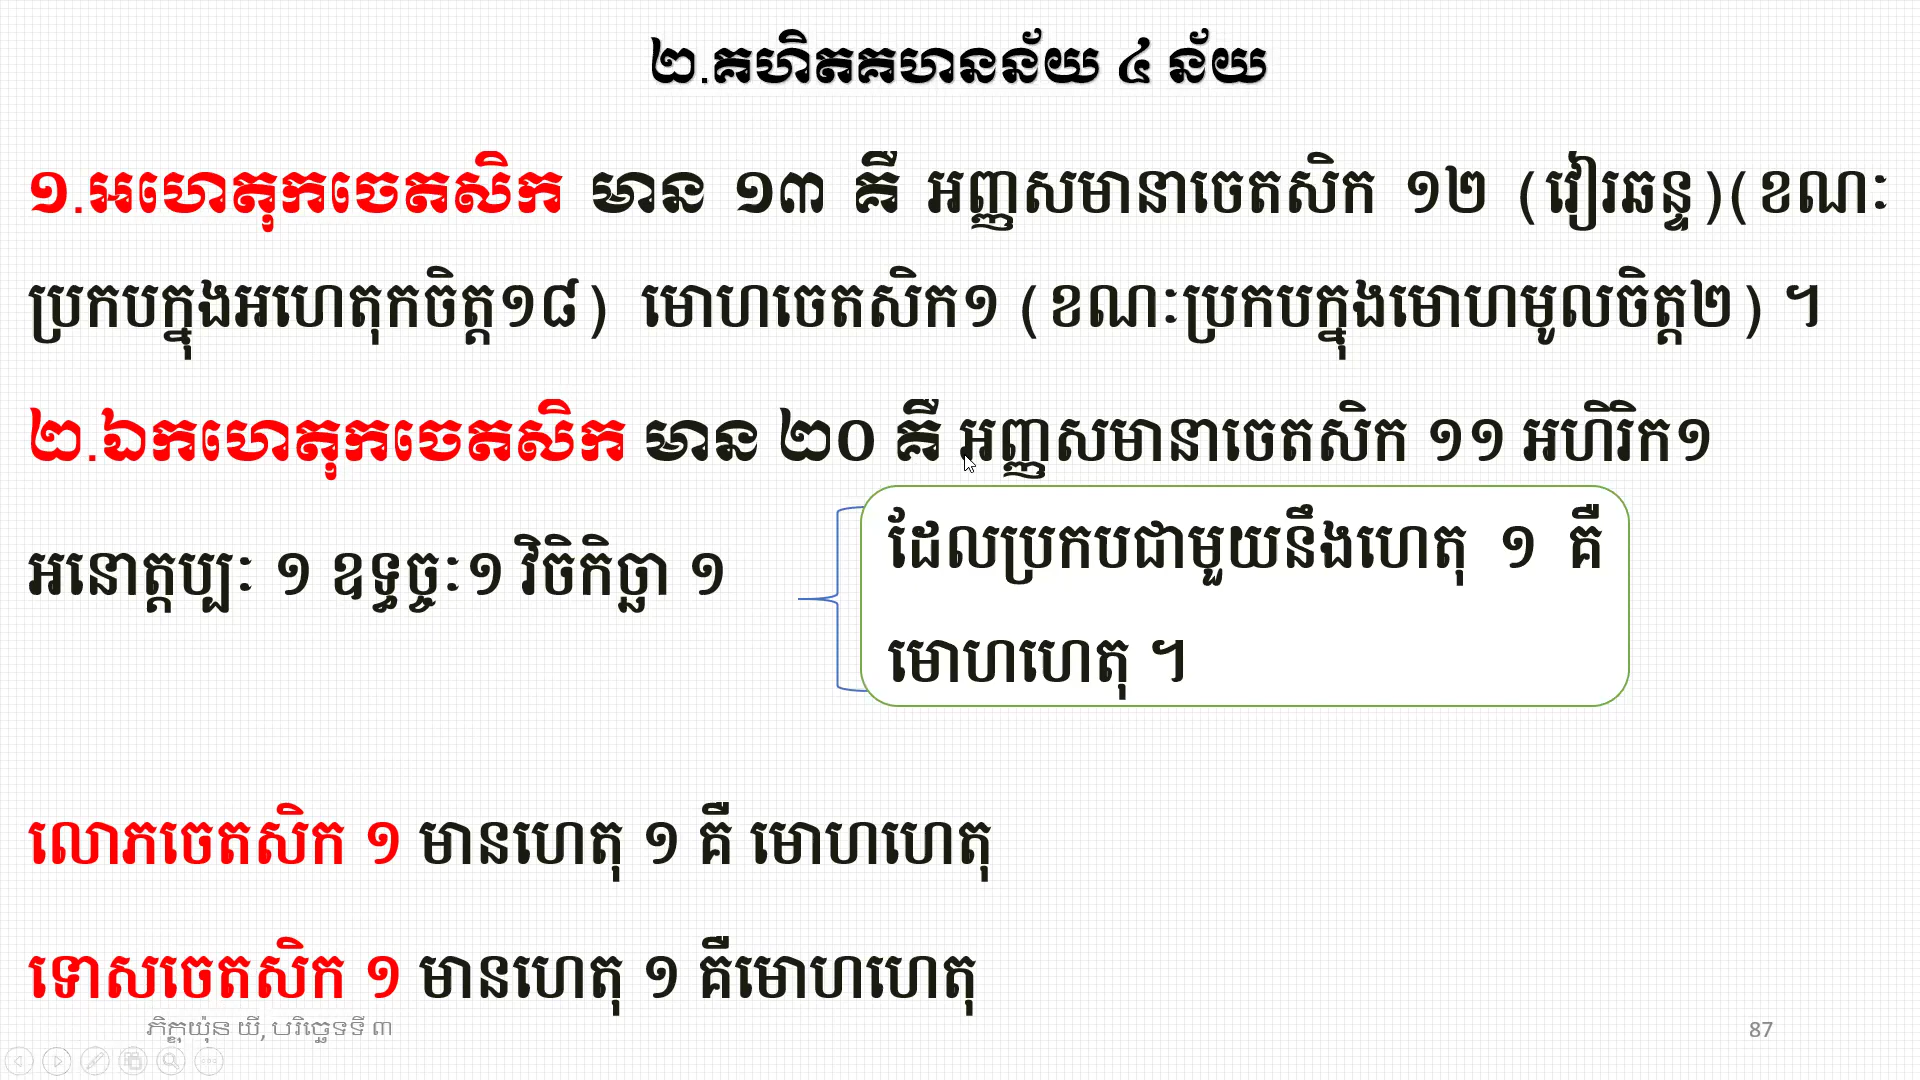 ២.គហិតគហនន័យ ៤ ន័យ
១.អហេតុកចេតសិក មាន ១៣ គឺ អញ្ញសមានាចេតសិក ១២ (វៀរឆន្ទ)(ខណៈ
ប្រកបក្នុងអហេតុកចិត្ត១៨) មោហចេតសិក១ (ខណៈប្រកបក្នុងមោហមូលចិត្ត២) ។
២.ឯកហេតុកចេតសិក មាន ២០ គឺ អញ្ញសមានាចេតសិក ១១ អហិរិក១
អនោត្តប្បៈ ១ ឧទ្ធច្ចៈ១ វិចិកិច្ឆា ១
ដែលប្រកបជាមួយនឹងហេតុ ១ គឺ
មោហហេតុ ។
លោភចេតសិក ១ មានហេតុ ១ គឺ មោហហេតុ
ទោសចេតសិក ១ មានហេតុ ១ គឺមោហហេតុ
ភិក្ខុយ៉ុន យី, បរិច្ឆេទទី ៣
87